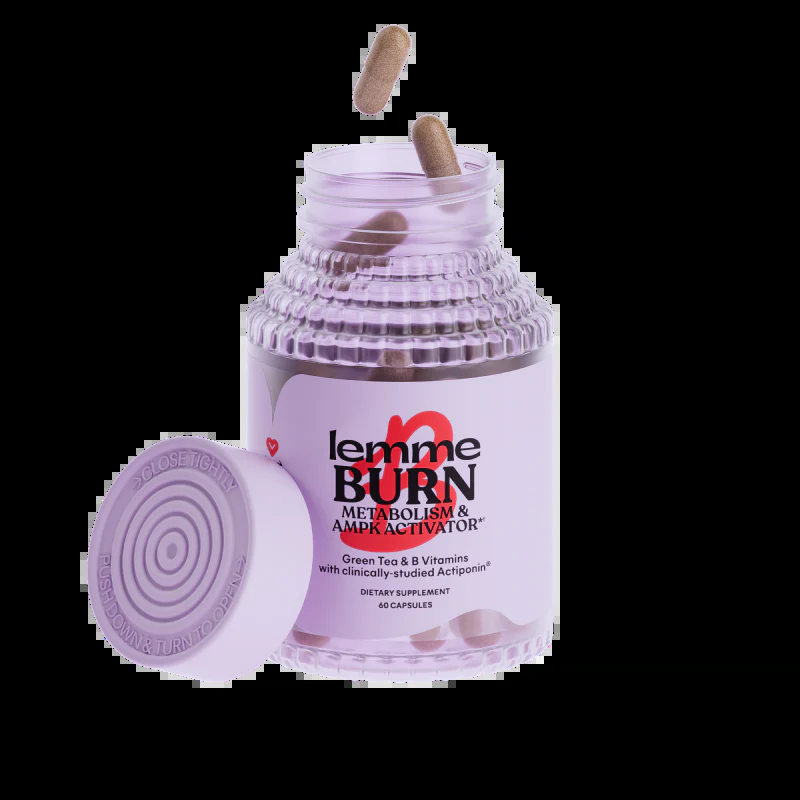 lemme
BURN
METABOLISM &
AMPK ACTIVATOR*˒
Green Tea & B Vitamins
with clinically-studied Actiponin®
DIETARY SUPPLEMENT
60 CAPSULES
>CLOSE TIGHTLY
PUSH DOWN & TURN TO OPEN>